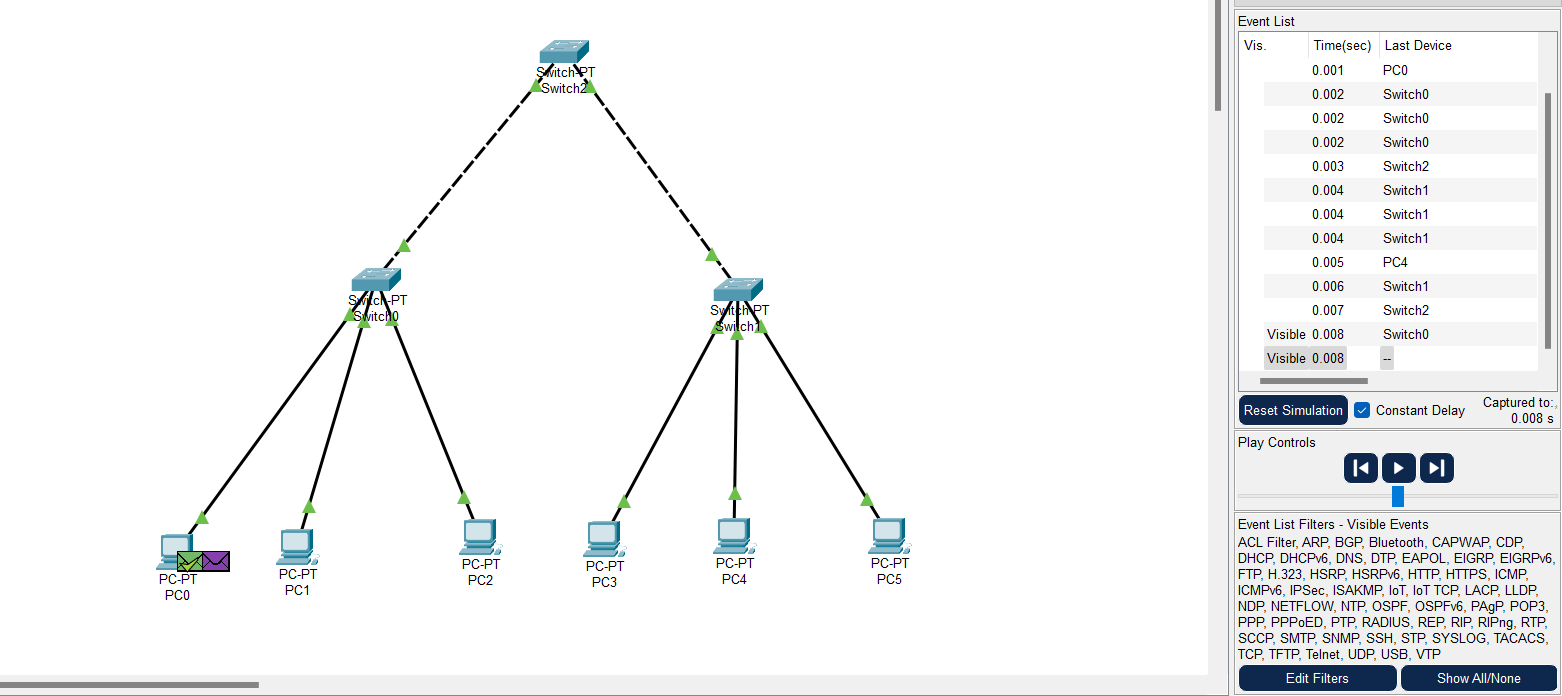 Switch-PT
Switch2
Switch-PT
Switch0
Switch-PT
Switch1
PC-PT
PC0
PC-PT
PC1
PC-PT
PC2
PC-PT
PC3
PC-PT
PC4
PC-PT
PC5
Event List
Vis. Time(sec) Last Device
0.001 PC0
0.002 Switch0
0.002 Switch0
0.002 Switch0
0.003 Switch2
0.004 Switch1
0.004 Switch1
0.004 Switch1
0.005 PC4
0.006 Switch1
0.007 Switch2
Visible 0.008 Switch0
Visible 0.008 --
Reset Simulation Constant Delay Captured to:
0.008 s
Play Controls
Event List Filters - Visible Events
ACL Filter, ARP, BGP, Bluetooth, CAPWAP, CDP,
DHCP, DHCPv6, DNS, DTP, EAPOL, EIGRP, EIGRPv6,
FTP, H.323, HSRP, HSRPv6, HTTP, HTTPS, ICMP,
ICMPv6, IPSec, ISAKMP, IoT, IoT TCP, LACP, LLDP,
NDP, NETFLOW, NTP, OSPF, OSPFv6, PAgP, POP3,
PPP, PPPoED, PTP, RADIUS, REP, RIP, RIPng, RTP,
SCCP, SMTP, SNMP, SSH, STP, SYSLOG, TACACS,
TCP, TFTP, Telnet, UDP, USB, VTP
Edit Filters Show All/None